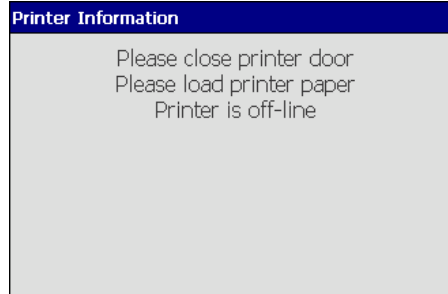 Printer Information
Please close printer door
Please load printer paper
Printer is off-line